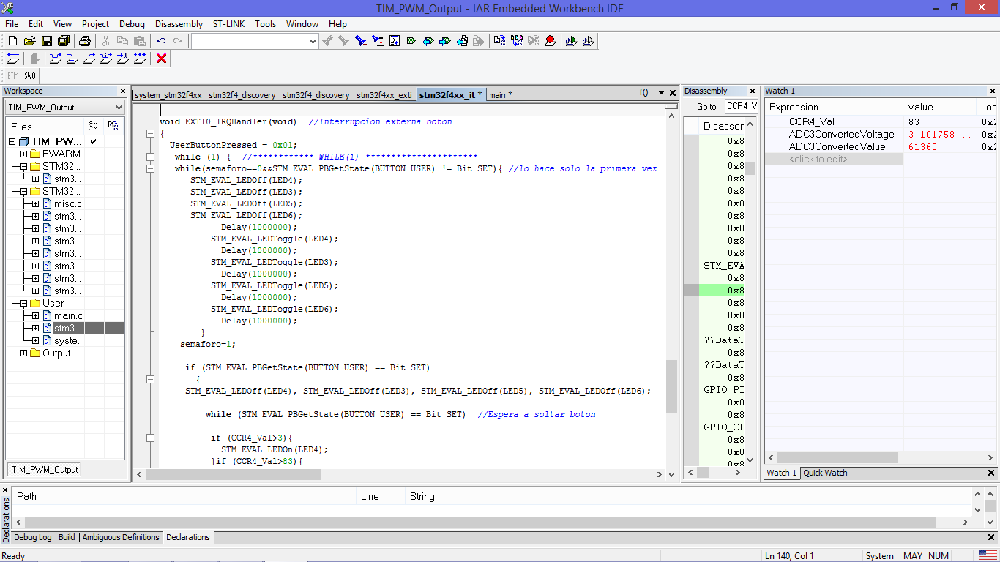 TIM_PWM_Output - IAR Embedded Workbench IDE
File Edit View Project Debug Disassembly ST-LINK Tools Window Help
ETM SWO
Workspace
TIM_PWM_Output
Files
TIM_PW...
EWARM
STM32...
stm3...
STM32...
misc.c
stm3...
stm3...
stm3...
stm3...
stm3...
stm3...
stm3...
User
main.c
stm3...
syste...
Output
TIM_PWM_Output
system_stm32f4xx stm32f4_discovery stm32f4_discovery stm32f4xx_exti stm32f4xx_it * main * f()
void EXTI0_IRQHandler(void) //Interrupcion externa boton
{
UserButtonPressed = 0x01;
while (1) { //************ WHILE(1) **********************
while(semaforo==0&&STM_EVAL_PBGetState(BUTTON_USER) != Bit_SET){ //lo hace solo la primera vez
STM_EVAL_LEDOff(LED4);
STM_EVAL_LEDOff(LED3);
STM_EVAL_LEDOff(LED5);
STM_EVAL_LEDOff(LED6);
Delay(1000000);
STM_EVAL_LEDToggle(LED4);
Delay(1000000);
STM_EVAL_LEDToggle(LED3);
Delay(1000000);
STM_EVAL_LEDToggle(LED5);
Delay(1000000);
STM_EVAL_LEDToggle(LED6);
Delay(1000000);
}
semaforo=1;
if (STM_EVAL_PBGetState(BUTTON_USER) == Bit_SET)
{
STM_EVAL_LEDOff(LED4), STM_EVAL_LEDOff(LED3), STM_EVAL_LEDOff(LED5), STM_EVAL_LEDOff(LED6);
while (STM_EVAL_PBGetState(BUTTON_USER) == Bit_SET) //Espera a soltar boton
if (CCR4_Val>3){
STM_EVAL_LEDOn(LED4);
}if (CCR4_Val>83){
Disassembly
Go to CCR4_V
Disasser
0x8
0x8
0x8
0x8
0x8
0x8
0x8
0x8
0x8
0x8
STM_EVA
0x8
0x8
0x8
0x8
0x8
??DataT
0x8
??DataT
0x8
GPIO_PI
0x8
0x8
GPIO_CI
0x8
0x8
0x8
Watch 1
Expression Value Loc
CCR4_Val 83 0x2
ADC3ConvertedVoltage 3.101758... 0x2
ADC3ConvertedValue 61360 0x2
<click to edit>
Watch 1 Quick Watch
Declarations
Path Line String
Debug Log Build Ambiguous Definitions Declarations
Ready Ln 140, Col 1 System MAY NUM